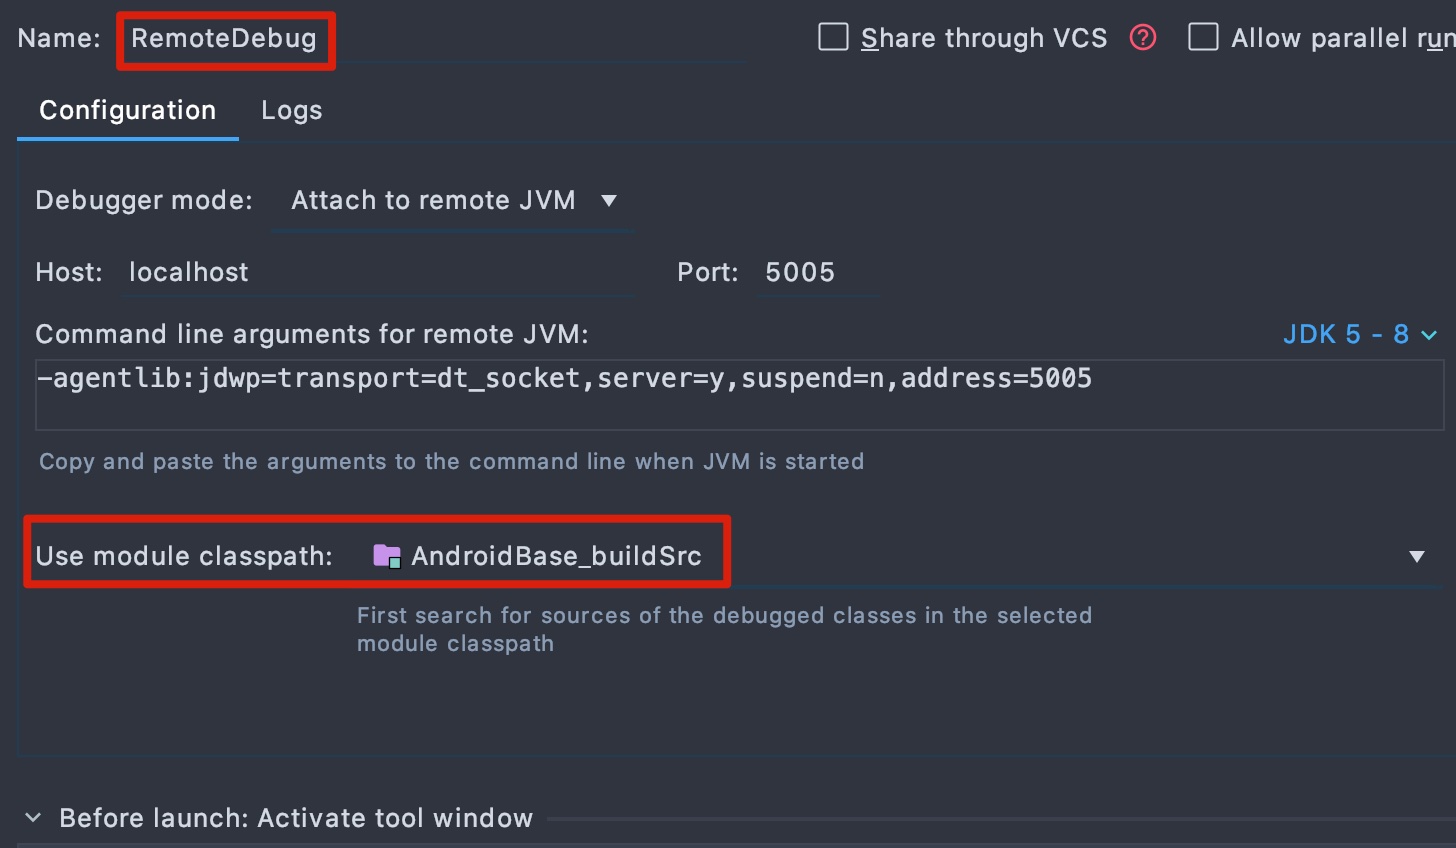 Name: RemoteDebug Share through VCS ? Allow parallel run
Configuration Logs
Debugger mode: Attach to remote JVM
Host: localhost Port: 5005
Command line arguments for remote JVM: JDK 5 - 8
-agentlib:jdwp=transport=dt_socket,server=y,suspend=n,address=5005
Copy and paste the arguments to the command line when JVM is started
Use module classpath: AndroidBase_buildSrc
First search for sources of the debugged classes in the selected
module classpath
Before launch: Activate tool window